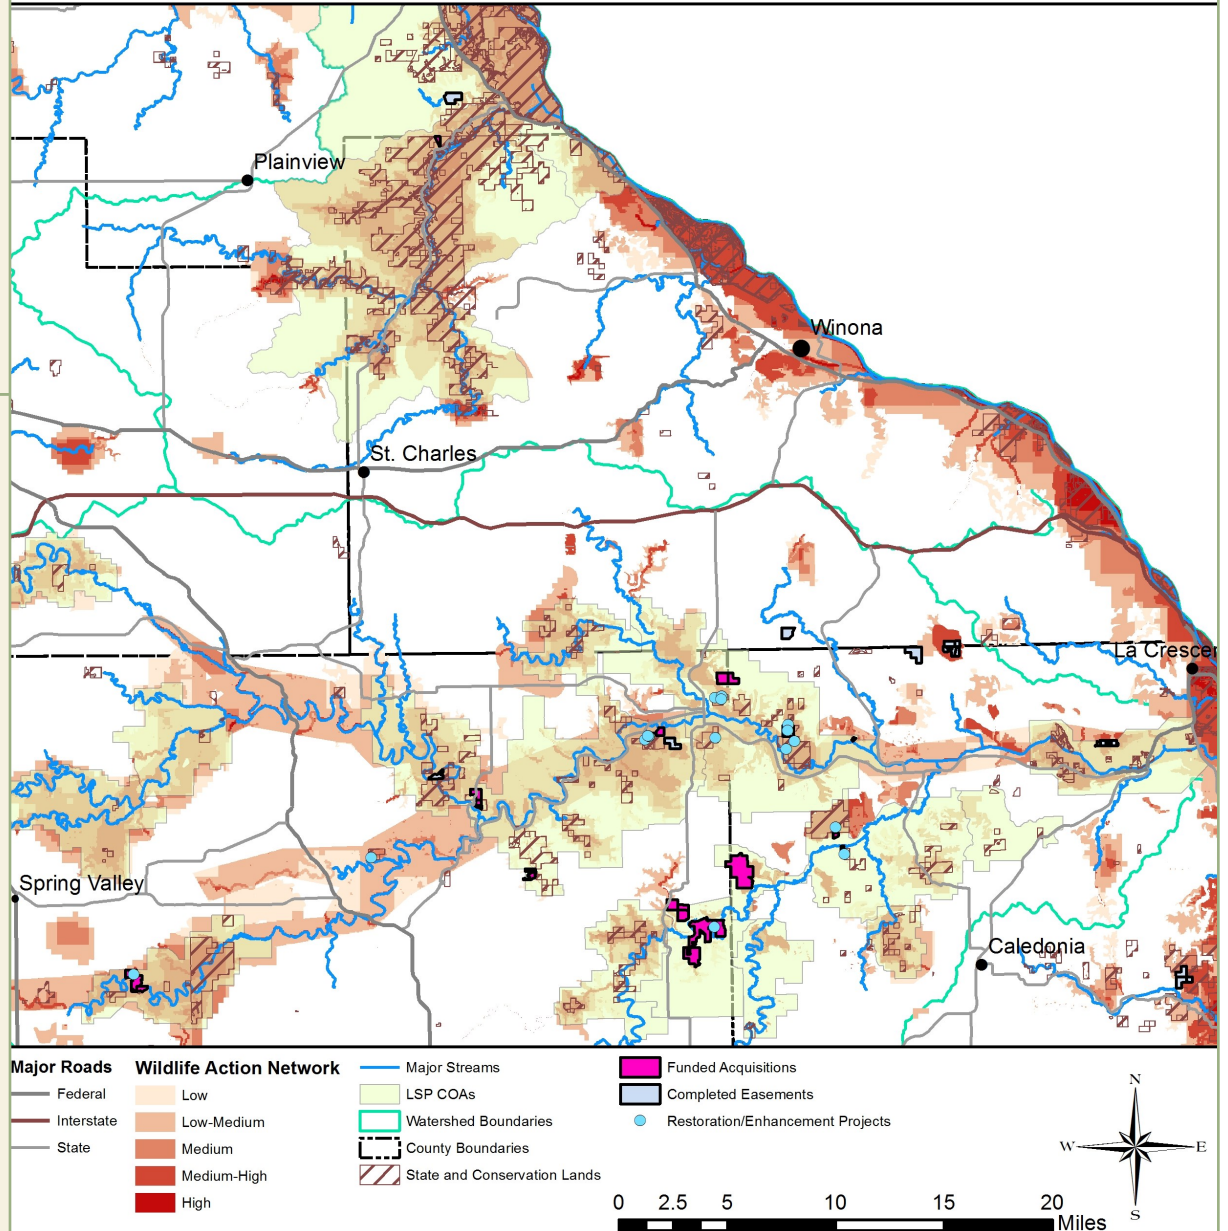 Plainview
Winona
St. Charles
La Crescen
Spring Valley
Caledonia
Major Roads
Federal
Interstate
State
Wildlife Action Network
Low
Low-Medium
Medium
Medium-High
High
Major Streams
LSP COAs
Watershed Boundaries
County Boundaries
State and Conservation Lands
Funded Acquisitions
Completed Easements
Restoration/Enhancement Projects
N
W E
S
0 2.5 5 10 15 20
Miles